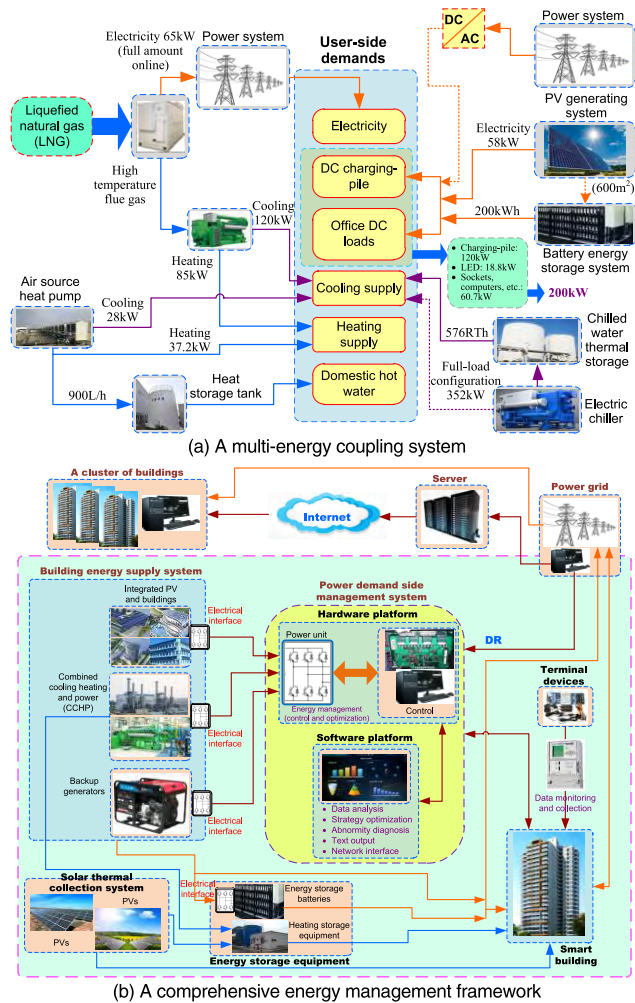 Electricity 65kW
(full amount
online)
Power system
User-side
demands
DC
AC
Power system
Liquefied
natural gas
(LNG)
Electricity
PV generating
system
Electricity
58kW
High
temperature
flue gas
DC charging-
pile
(600m²)
Cooling
120kW
Office DC
loads
200kWh
Battery energy
storage system
Heating
85kW
• Charging-pile:
120kW
• LED: 18.8kW
• Sockets,
computers, etc.:
60.7kW
200kW
Air source
heat pump
Cooling
28kW
Cooling supply
576RTh
Chilled
water
thermal
storage
Heating
37.2kW
Heating
supply
Full-load
configuration
352kW
900L/h
Heat
storage tank
Domestic hot
water
Electric
chiller
(a) A multi-energy coupling system
A cluster of buildings
Internet
Server
Power grid
Building energy supply system
Integrated PV
and buildings
Electrical
interface
Power demand side
management system
Hardware platform
Power unit
Control
Energy management
(control and optimization)
DR
Combined
cooling heating
and power
(CCHP)
Electrical
interface
Terminal
devices
Software platform
• Data analysis
• Strategy optimization
• Abnormity diagnosis
• Text output
• Network interface
Data monitoring
and collection
Backup
generators
Electrical
interface
Solar thermal
collection system
PVs
PVs
Electrical
interface
Energy storage
batteries
Heating storage
equipment
Energy storage equipment
Smart
building
(b) A comprehensive energy management framework